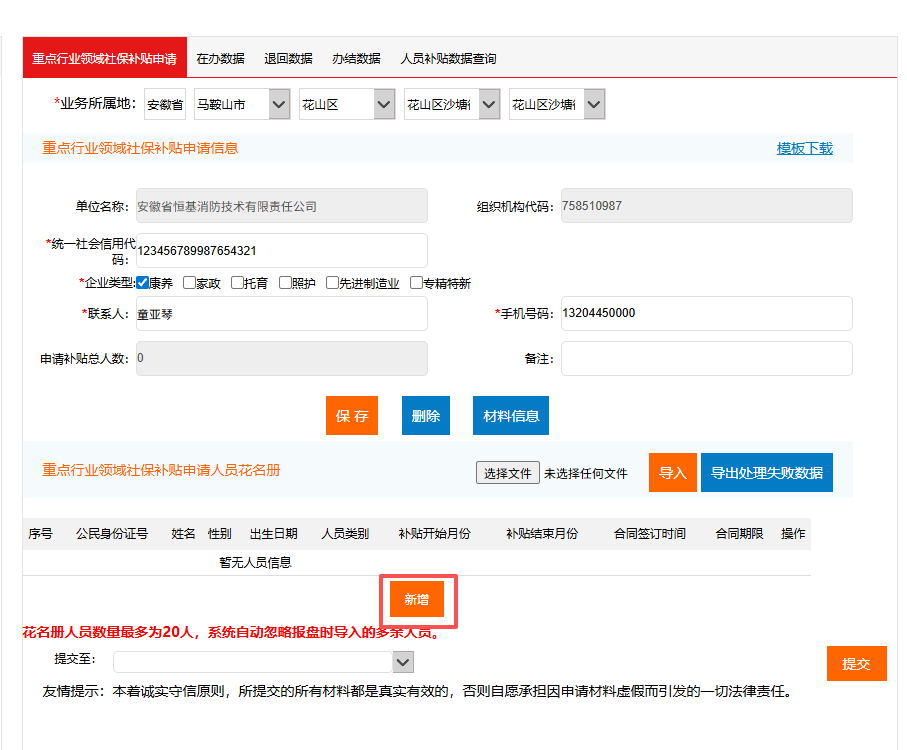 重点行业领域社保补贴申请 在办数据 退回数据 办结数据 人员补贴数据查询
*业务所属地: 安徽省 马鞍山市 花山区 花山区沙塘 花山区沙塘
重点行业领域社保补贴申请信息 模板下载
单位名称: 安徽省恒基消防技术有限责任公司 组织机构代码: 758510987
*统一社会信用代
码: 123456789987654321
*企业类型: 康养 家政 托育 照护 先进制造业 专精特新
*联系人: 童亚琴 *手机号码: 13204450000
申请补贴总人数: 0 备注:
保 存 删除 材料信息
重点行业领域社保补贴申请人员花名册 选择文件 未选择任何文件 导入 导出处理失败数据
序号 公民身份证号 姓名 性别 出生日期 人员类别 补贴开始月份 补贴结束月份 合同签订时间 合同期限 操作
暂无人员信息
新增
花名册人员数量最多为20人，系统自动忽略报盘时导入的多余人员。
提交至:
提交
友情提示：本着诚实守信原则，所提交的所有材料都是真实有效的，否则自愿承担因申请材料虚假而引发的一切法律责任。